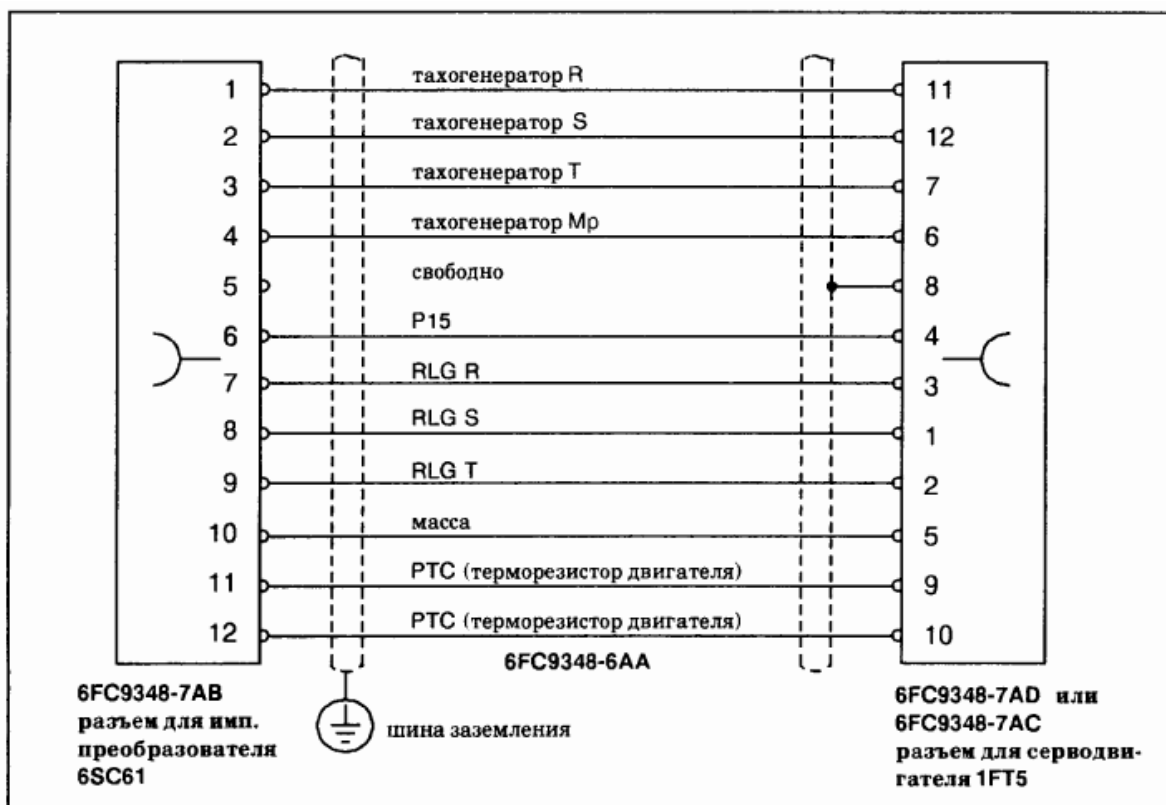 1 тахогенератор R 11
2 тахогенератор S 12
3 тахогенератор T 7
4 тахогенератор Mp 6
5 свободно 8
6 P15 4
7 RLG R 3
8 RLG S 1
9 RLG T 2
10 масса 5
11 PTC (терморезистор двигателя) 9
12 PTC (терморезистор двигателя) 10
6FC9348-6AA
6FC9348-7AB
разъем для имп.
преобразователя
6SC61
шина заземления
6FC9348-7AD или
6FC9348-7AC
разъем для серводви-
гателя 1FT5